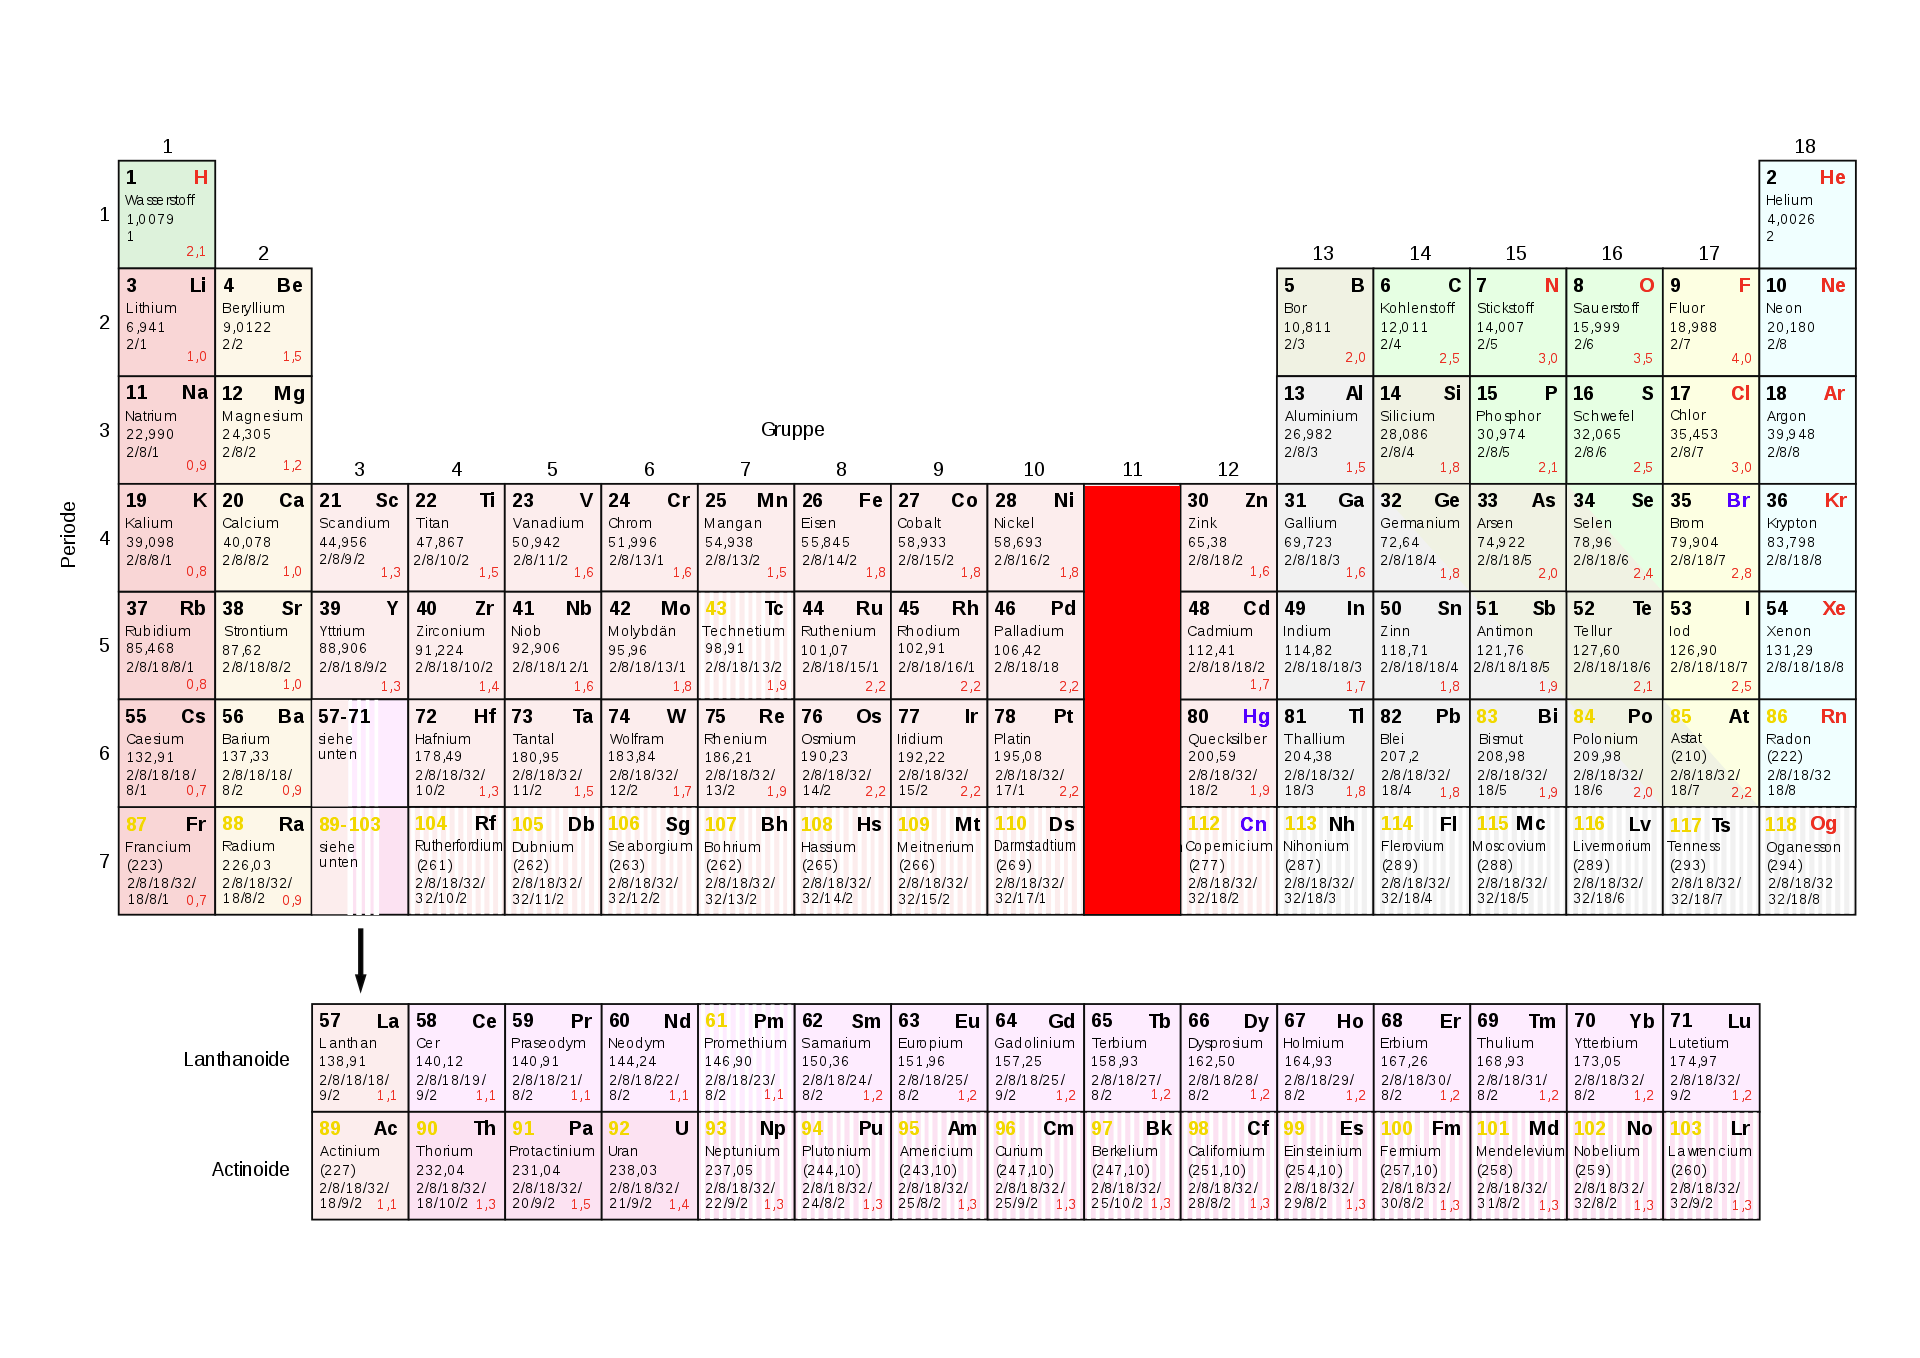 1 18
1 H 2 He
Wasserstoff Helium
1 1,0079 4,0026
1 2
2,1
2 13 14 15 16 17
3 Li 4 Be 5 B 6 C 7 N 8 O 9 F 10 Ne
Lithium Beryllium Bor Kohlenstoff Stickstoff Sauerstoff Fluor Neon
2 6,941 9,0122 10,811 12,011 14,007 15,999 18,988 20,180
2/1 2/2 2/3 2/4 2/5 2/6 2/7 2/8
1,0 1,5 2,0 2,5 3,0 3,5 4,0
11 Na 12 Mg 13 Al 14 Si 15 P 16 S 17 Cl 18 Ar
Natrium Magnesium Aluminium Silicium Phosphor Schwefel Chlor Argon
3 22,990 24,305 Gruppe 26,982 28,086 30,974 32,065 35,453 39,948
2/8/1 2/8/2 2/8/3 2/8/4 2/8/5 2/8/6 2/8/7 2/8/8
0,9 1,2 1,5 1,8 2,1 2,5 3,0
3 4 5 6 7 8 9 10 11 12
Periode
19 K 20 Ca 21 Sc 22 Ti 23 V 24 Cr 25 Mn 26 Fe 27 Co 28 Ni 30 Zn 31 Ga 32 Ge 33 As 34 Se 35 Br 36 Kr
Kalium Calcium Scandium Titan Vanadium Chrom Mangan Eisen Cobalt Nickel Zink Gallium Germanium Arsen Selen Brom Krypton
4 39,098 40,078 44,956 47,867 50,942 51,996 54,938 55,845 58,933 58,693 65,38 69,723 72,64 74,922 78,96 79,904 83,798
2/8/8/1 2/8/8/2 2/8/9/2 2/8/10/2 2/8/11/2 2/8/13/1 2/8/13/2 2/8/14/2 2/8/15/2 2/8/16/2 2/8/18/2 2/8/18/3 2/8/18/4 2/8/18/5 2/8/18/6 2/8/18/7 2/8/18/8
0,8 1,0 1,3 1,5 1,6 1,6 1,5 1,8 1,8 1,8 1,6 1,6 1,8 2,0 2,4 2,8
37 Rb 38 Sr 39 Y 40 Zr 41 Nb 42 Mo 43 Tc 44 Ru 45 Rh 46 Pd 48 Cd 49 In 50 Sn 51 Sb 52 Te 53 I 54 Xe
Rubidium Strontium Yttrium Zirconium Niob Molybdän Technetium Ruthenium Rhodium Palladium Cadmium Indium Zinn Antimon Tellur Iod Xenon
5 85,468 87,62 88,906 91,224 92,906 95,96 98,91 101,07 102,91 106,42 112,41 114,82 118,71 121,76 127,60 126,90 131,29
2/8/18/8/1 2/8/18/8/2 2/8/18/9/2 2/8/18/10/2 2/8/18/12/1 2/8/18/13/1 2/8/18/13/2 2/8/18/15/1 2/8/18/16/1 2/8/18/18 2/8/18/18/2 2/8/18/18/3 2/8/18/18/4 2/8/18/18/5 2/8/18/18/6 2/8/18/18/7 2/8/18/18/8
0,8 1,0 1,3 1,4 1,6 1,8 1,9 2,2 2,2 2,2 1,7 1,7 1,8 1,9 2,1 2,5
55 Cs 56 Ba 57-71 72 Hf 73 Ta 74 W 75 Re 76 Os 77 Ir 78 Pt 80 Hg 81 Tl 82 Pb 83 Bi 84 Po 85 At 86 Rn
Caesium Barium siehe Hafnium Tantal Wolfram Rhenium Osmium Iridium Platin Quecksilber Thallium Blei Bismut Polonium Astat Radon
6 132,91 137,33 unten 178,49 180,95 183,84 186,21 190,23 192,22 195,08 200,59 204,38 207,2 208,98 209,98 (210) (222)
2/8/18/18/ 2/8/18/18/ 2/8/18/32/ 2/8/18/32/ 2/8/18/32/ 2/8/18/32/ 2/8/18/32/ 2/8/18/32/ 2/8/18/32/ 2/8/18/32/ 2/8/18/32/ 2/8/18/32/ 2/8/18/32/ 2/8/18/32/ 2/8/18/32/ 2/8/18/32
8/1 0,7 8/2 0,9 10/2 1,3 11/2 1,5 12/2 1,7 13/2 1,9 14/2 2,2 15/2 2,2 17/1 2,2 18/2 1,9 18/3 1,8 18/4 1,8 18/5 1,9 18/6 2,0 18/7 2,2 18/8
87 Fr 88 Ra 89-103 104 Rf 105 Db 106 Sg 107 Bh 108 Hs 109 Mt 110 Ds 112 Cn 113 Nh 114 Fl 115 Mc 116 Lv 117 Ts 118 Og
Francium Radium siehe Rutherfordium Dubnium Seaborgium Bohrium Hassium Meitnerium Darmstadtium Copernicium Nihonium Flerovium Moscovium Livermorium Tenness Oganesson
7 (223) 226,03 unten (261) (262) (263) (262) (265) (266) (269) (277) (287) (289) (288) (289) (293) (294)
2/8/18/32/ 2/8/18/32/ 2/8/18/32/ 2/8/18/32/ 2/8/18/32/ 2/8/18/32/ 2/8/18/32/ 2/8/18/32/ 2/8/18/32/ 2/8/18/32/ 2/8/18/32/ 2/8/18/32/ 2/8/18/32/ 2/8/18/32/ 2/8/18/32/ 2/8/18/32
18/8/1 0,7 18/8/2 0,9 32/10/2 32/11/2 32/12/2 32/13/2 32/14/2 32/15/2 32/17/1 32/18/2 32/18/3 32/18/4 32/18/5 32/18/6 32/18/7 32/18/8
57 La 58 Ce 59 Pr 60 Nd 61 Pm 62 Sm 63 Eu 64 Gd 65 Tb 66 Dy 67 Ho 68 Er 69 Tm 70 Yb 71 Lu
Lanthan Cer Praseodym Neodym Promethium Samarium Europium Gadolinium Terbium Dysprosium Holmium Erbium Thulium Ytterbium Lutetium
Lanthanoide 138,91 140,12 140,91 144,24 146,90 150,36 151,96 157,25 158,93 162,50 164,93 167,26 168,93 173,05 174,97
2/8/18/18/ 2/8/18/19/ 2/8/18/21/ 2/8/18/22/ 2/8/18/23/ 2/8/18/24/ 2/8/18/25/ 2/8/18/25/ 2/8/18/27/ 2/8/18/28/ 2/8/18/29/ 2/8/18/30/ 2/8/18/31/ 2/8/18/32/ 2/8/18/32/
9/2 1,1 9/2 1,1 8/2 1,1 8/2 1,1 8/2 1,1 8/2 1,2 8/2 1,2 9/2 1,2 8/2 1,2 8/2 1,2 8/2 1,2 8/2 1,2 8/2 1,2 8/2 1,2 9/2 1,2
89 Ac 90 Th 91 Pa 92 U 93 Np 94 Pu 95 Am 96 Cm 97 Bk 98 Cf 99 Es 100 Fm 101 Md 102 No 103 Lr
Actinium Thorium Protactinium Uran Neptunium Plutonium Americium Curium Berkelium Californium Einsteinium Fermium Mendelevium Nobelium Lawrencium
Actinoide (227) 232,04 231,04 238,03 237,05 (244,10) (243,10) (247,10) (247,10) (251,10) (254,10) (257,10) (258) (259) (260)
2/8/18/32/ 2/8/18/32/ 2/8/18/32/ 2/8/18/32/ 2/8/18/32/ 2/8/18/32/ 2/8/18/32/ 2/8/18/32/ 2/8/18/32/ 2/8/18/32/ 2/8/18/32/ 2/8/18/32/ 2/8/18/32/ 2/8/18/32/ 2/8/18/32/
18/9/2 1,1 18/10/2 1,3 20/9/2 1,5 21/9/2 1,4 22/9/2 1,3 24/8/2 1,3 25/8/2 1,3 25/9/2 1,3 25/10/2 1,3 28/8/2 1,3 29/8/2 1,3 30/8/2 1,3 31/8/2 1,3 32/8/2 1,3 32/9/2 1,3